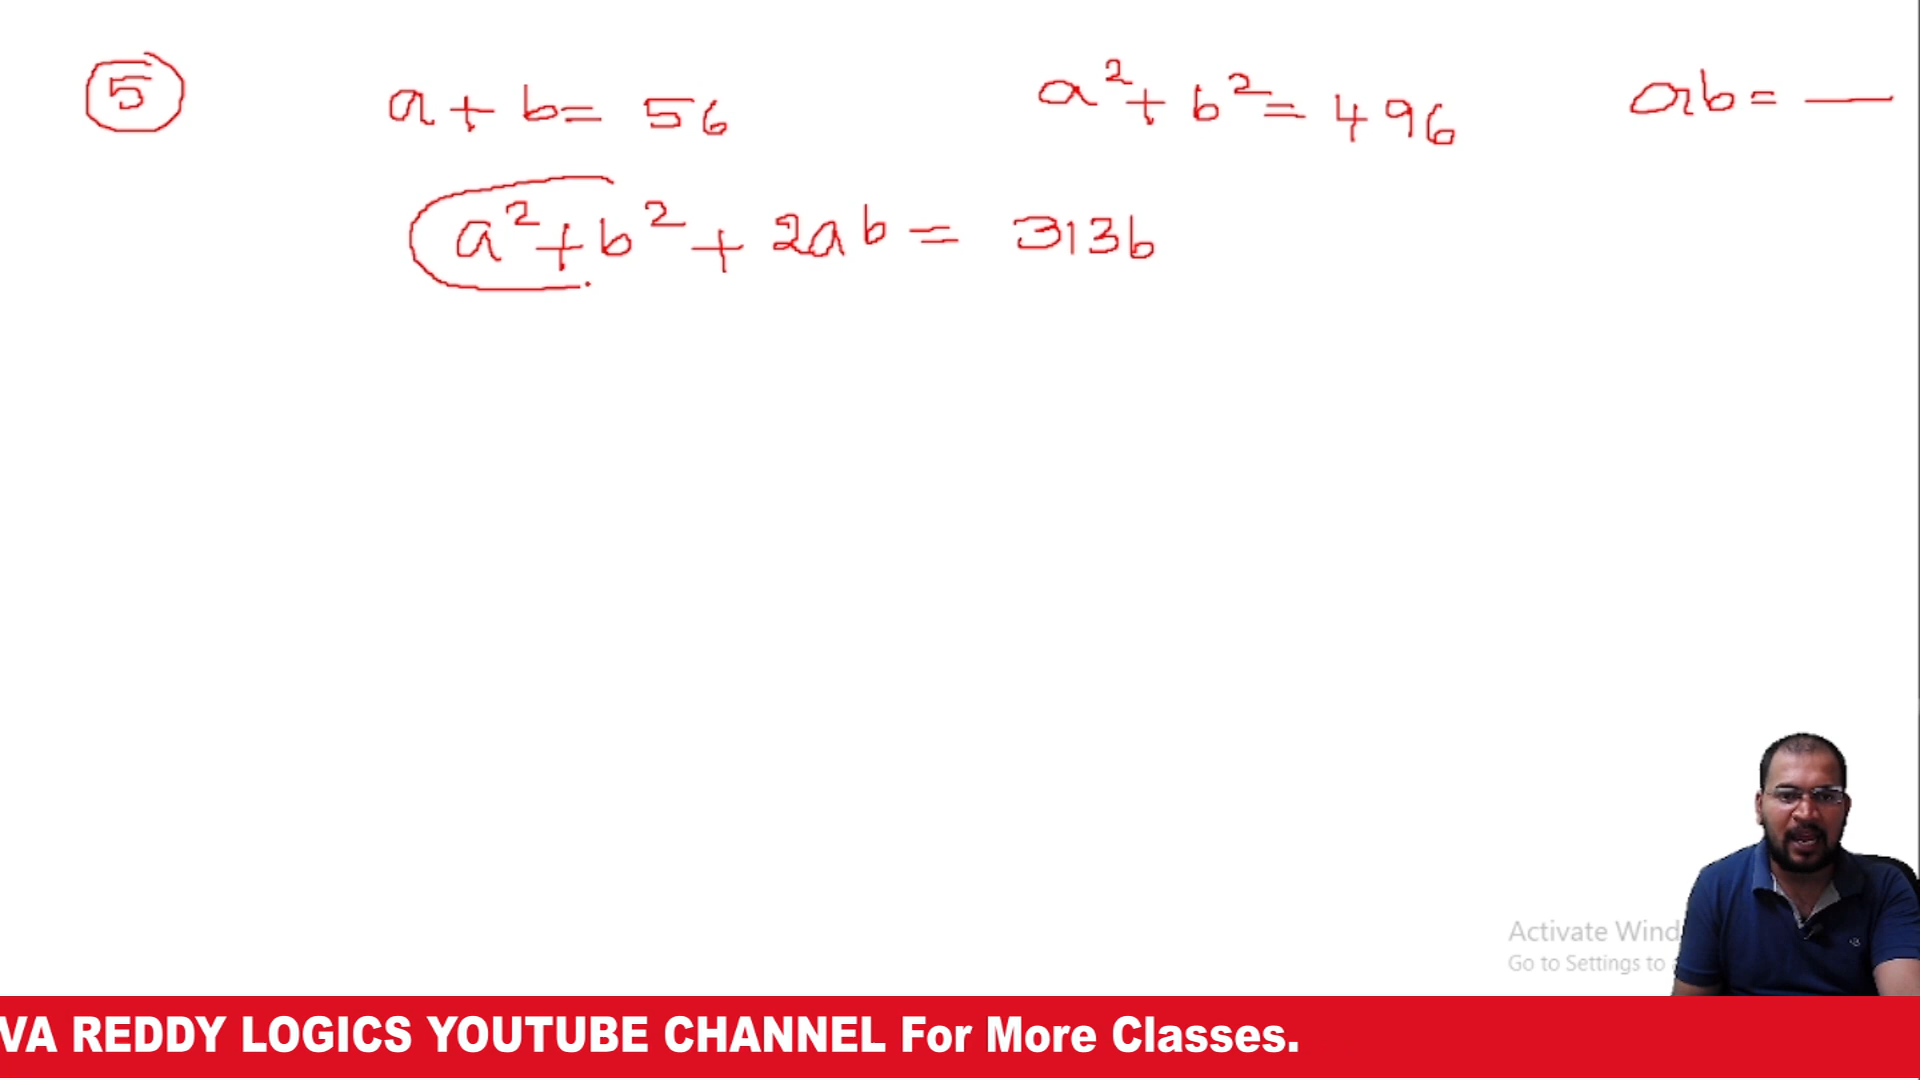 5 a + b = 56 a² + b² = 496 ab = —
a² + b² + 2ab = 3136
Activate Wind
Go to Settings to
VA REDDY LOGICS YOUTUBE CHANNEL For More Classes.